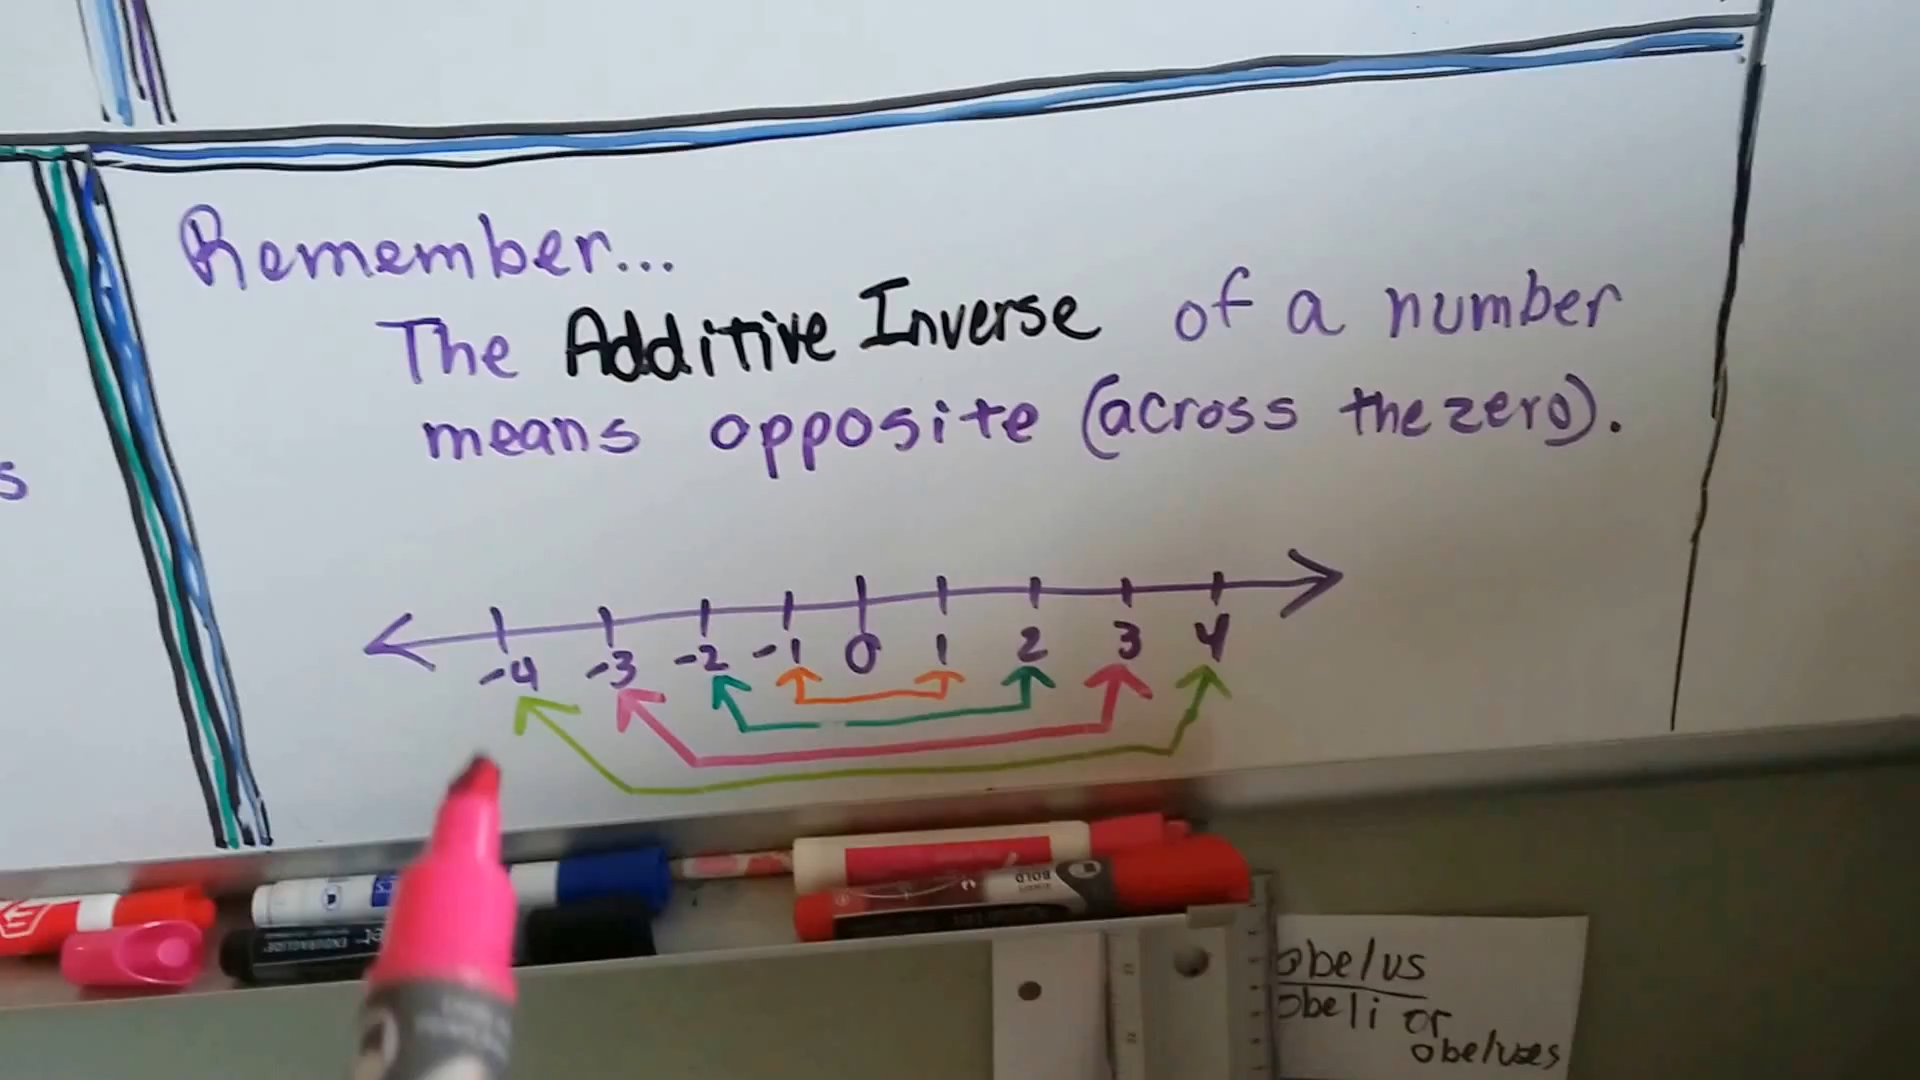 Remember...
The Additive Inverse of a number
means opposite (across the zero).
s
-4 -3 -2 -1 0 1 2 3 4
BOLD
obelus
obeli or
obeluses